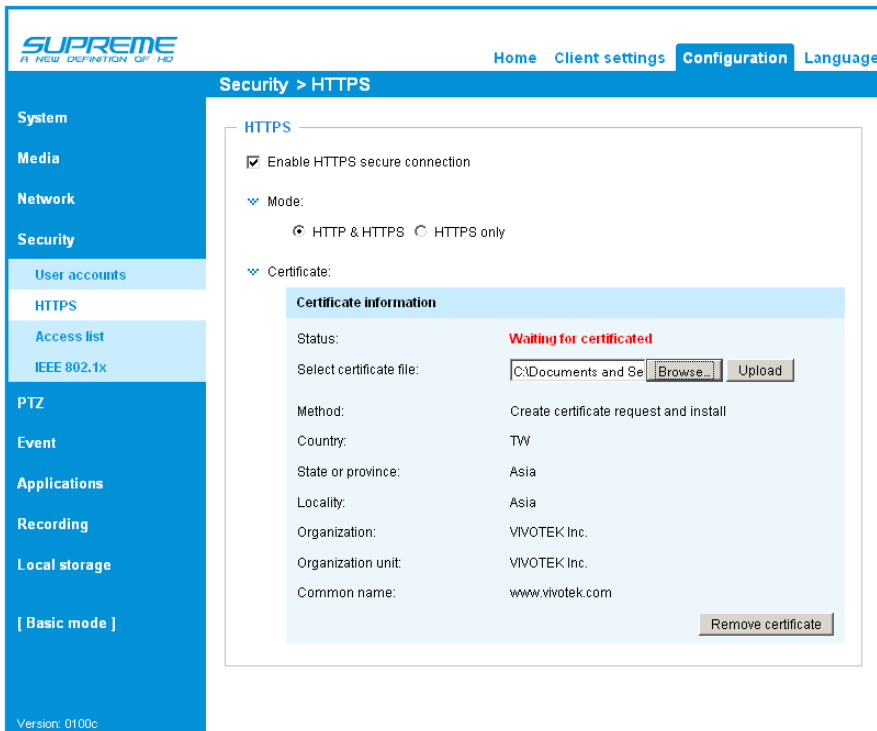 SUPREME
A NEW DEFINITION OF HD
Home Client settings Configuration Language
Security > HTTPS
System
Media
Network
Security
User accounts
HTTPS
Access list
IEEE 802.1x
PTZ
Event
Applications
Recording
Local storage
[ Basic mode ]
Version: 0100c
HTTPS
Enable HTTPS secure connection
Mode:
HTTP & HTTPS HTTPS only
Certificate:
Certificate information
Status: Waiting for certificated
Select certificate file: C:\Documents and Se Browse... Upload
Method: Create certificate request and install
Country: TW
State or province: Asia
Locality: Asia
Organization: VIVOTEK Inc.
Organization unit: VIVOTEK Inc.
Common name: www.vivotek.com
Remove certificate